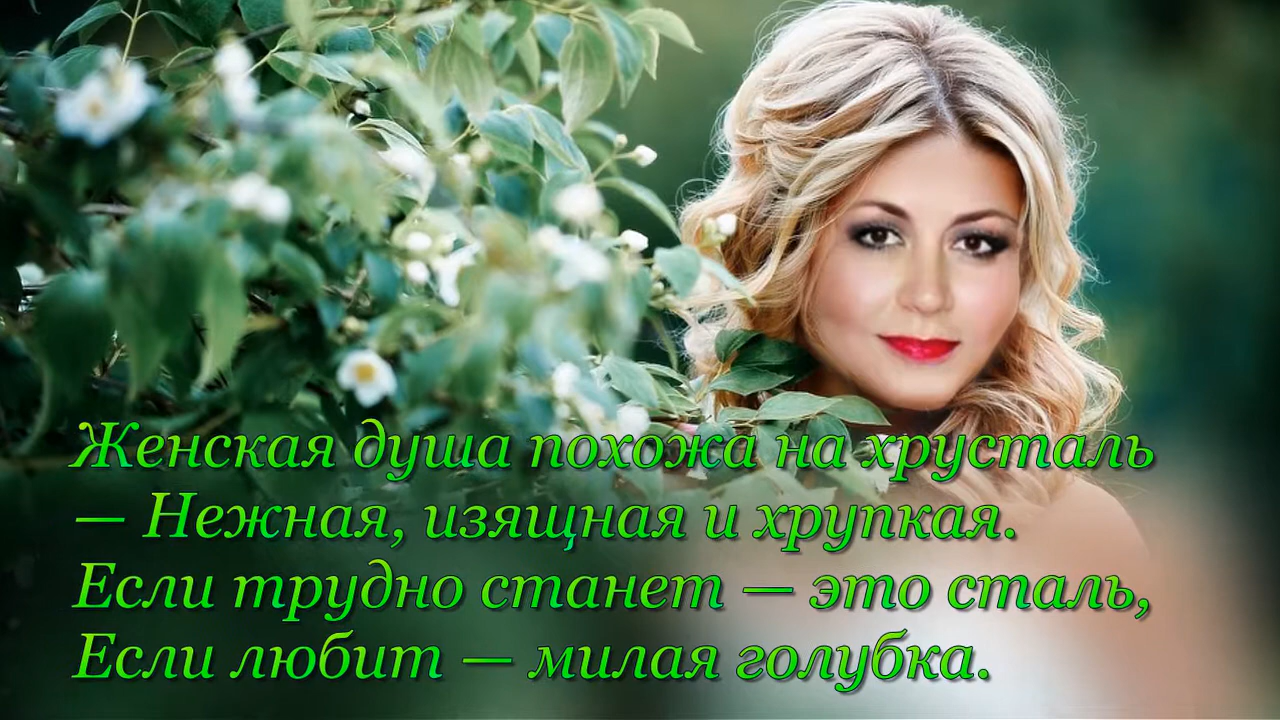 Женская душа похожа на хрусталь
— Нежная, изящная и хрупкая.
Если трудно станет — это сталь,
Если любит — милая голубка.